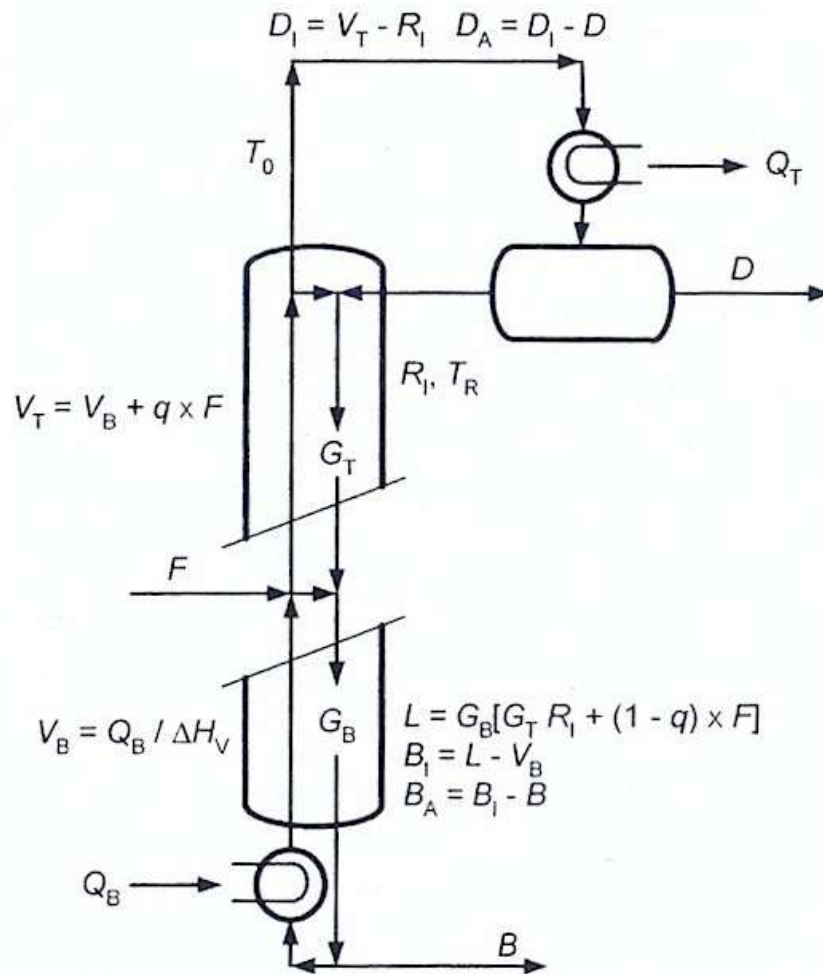 D_I = V_T - R_I   D_A = D_I - D
T_0
Q_T
D
R_I, T_R
V_T = V_B + q × F
G_T
F
V_B = Q_B / ΔH_V
G_B
L = G_B[G_T R_I + (1 - q) × F]
B_I = L - V_B
B_A = B_I - B
Q_B
B